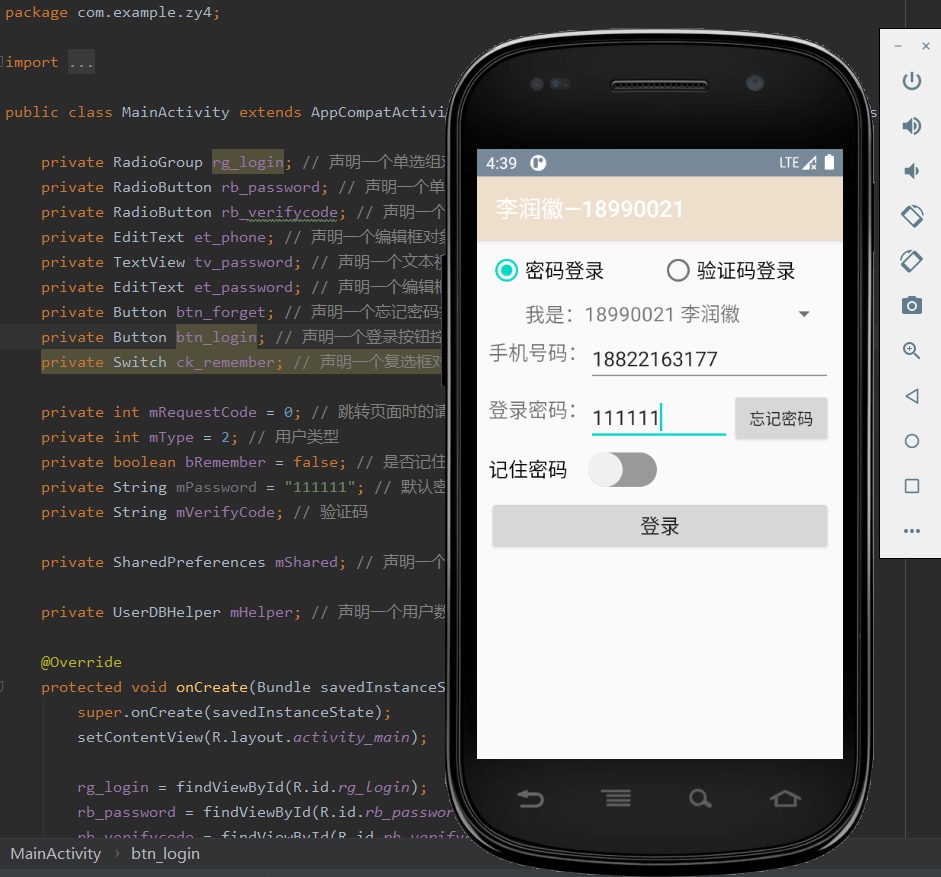 package com.example.zy4;
import ...
public class MainActivity extends AppCompatActivi
private RadioGroup rg_login; // 声明一个单选组
private RadioButton rb_password; // 声明一个单
private RadioButton rb_verifycode; // 声明一个
private EditText et_phone; // 声明一个编辑框对象
private TextView tv_password; // 声明一个文本视
private EditText et_password; // 声明一个编辑框
private Button btn_forget; // 声明一个忘记密码
private Button btn_login; // 声明一个登录按钮
private Switch ck_remember; // 声明一个复选框对
private int mRequestCode = 0; // 跳转页面时的请
private int mType = 2; // 用户类型
private boolean bRemember = false; // 是否记住
private String mPassword = "111111"; // 默认密
private String mVerifyCode; // 验证码
private SharedPreferences mShared; // 声明一个
private UserDBHelper mHelper; // 声明一个用户数
@Override
protected void onCreate(Bundle savedInstanceS
super.onCreate(savedInstanceState);
setContentView(R.layout.activity_main);
rg_login = findViewById(R.id.rg_login);
rb_password = findViewById(R.id.rb_passwor
rb_verifycode = findViewById(R.id.rb_verify
MainActivity › btn_login
4:39 LTE
李润徽—18990021
密码登录 验证码登录
我是: 18990021 李润徽
手机号码: 18822163177
登录密码: 111111 忘记密码
记住密码
登录